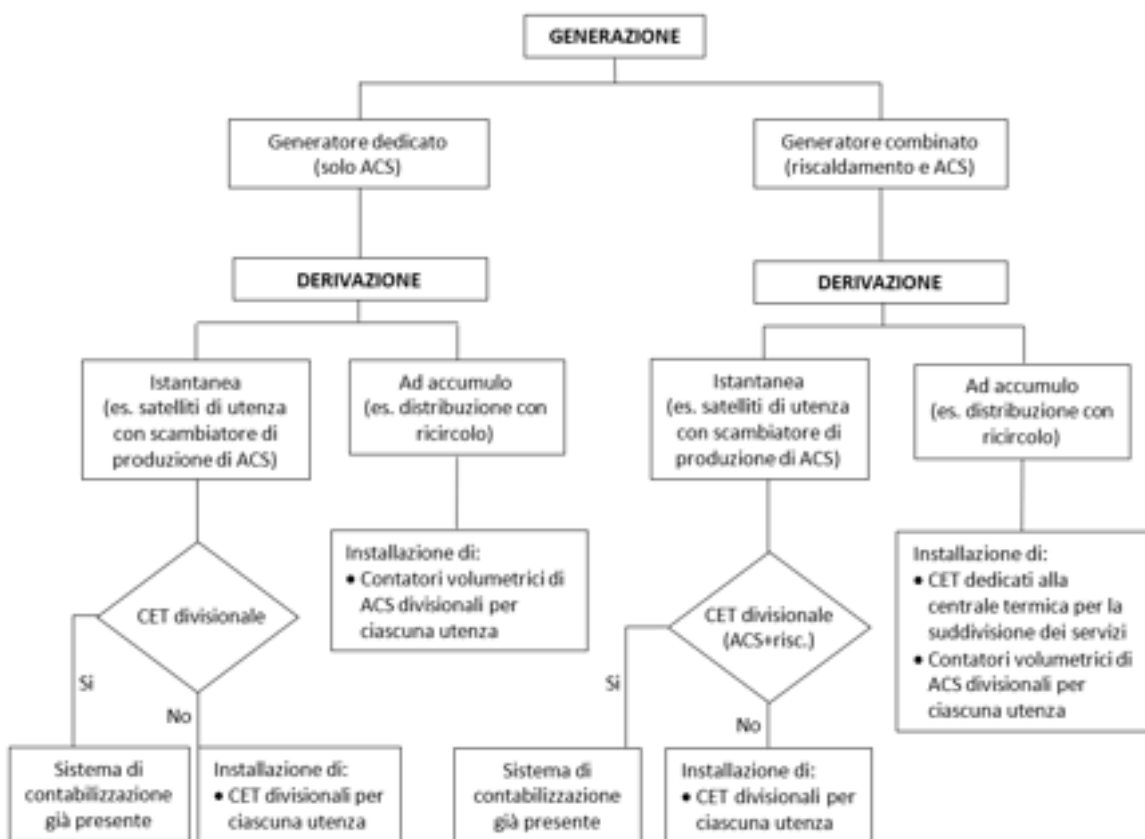 GENERAZIONE
Generatore dedicato
(solo ACS)
Generatore combinato
(riscaldamento e ACS)
DERIVAZIONE
DERIVAZIONE
Istantanea
(es. satelliti di utenza
con scambiatore di
produzione di ACS)
Ad accumulo
(es. distribuzione con
ricircolo)
Istantanea
(es. satelliti di utenza
con scambiatore di
produzione di ACS)
Ad accumulo
(es. distribuzione con
ricircolo)
CET divisionale
Installazione di:
• Contatori volumetrici di
ACS divisionali per
ciascuna utenza
CET divisionale
(ACS+risc.)
Installazione di:
• CET dedicati alla
centrale termica per la
suddivisione dei servizi
• Contatori volumetrici di
ACS divisionali per
ciascuna utenza
Si
No
Si
No
Sistema di
contabilizzazione
già presente
Installazione di:
• CET divisionali per
ciascuna utenza
Sistema di
contabilizzazione
già presente
Installazione di:
• CET divisionali per
ciascuna utenza